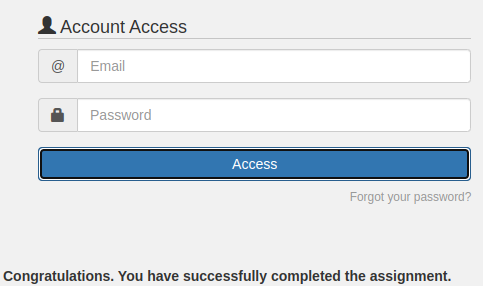 Account Access
@ Email
Password
Access
Forgot your password?
Congratulations. You have successfully completed the assignment.